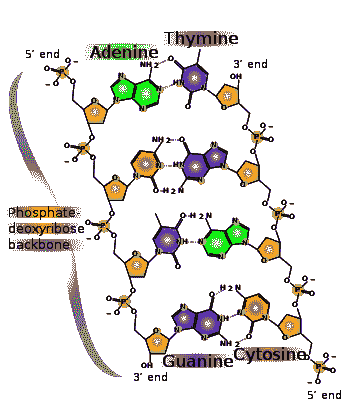 Thymine
5' end
Adenine
3' end
Phosphate-
deoxyribose
backbone
Guanine
Cytosine
3' end
5' end